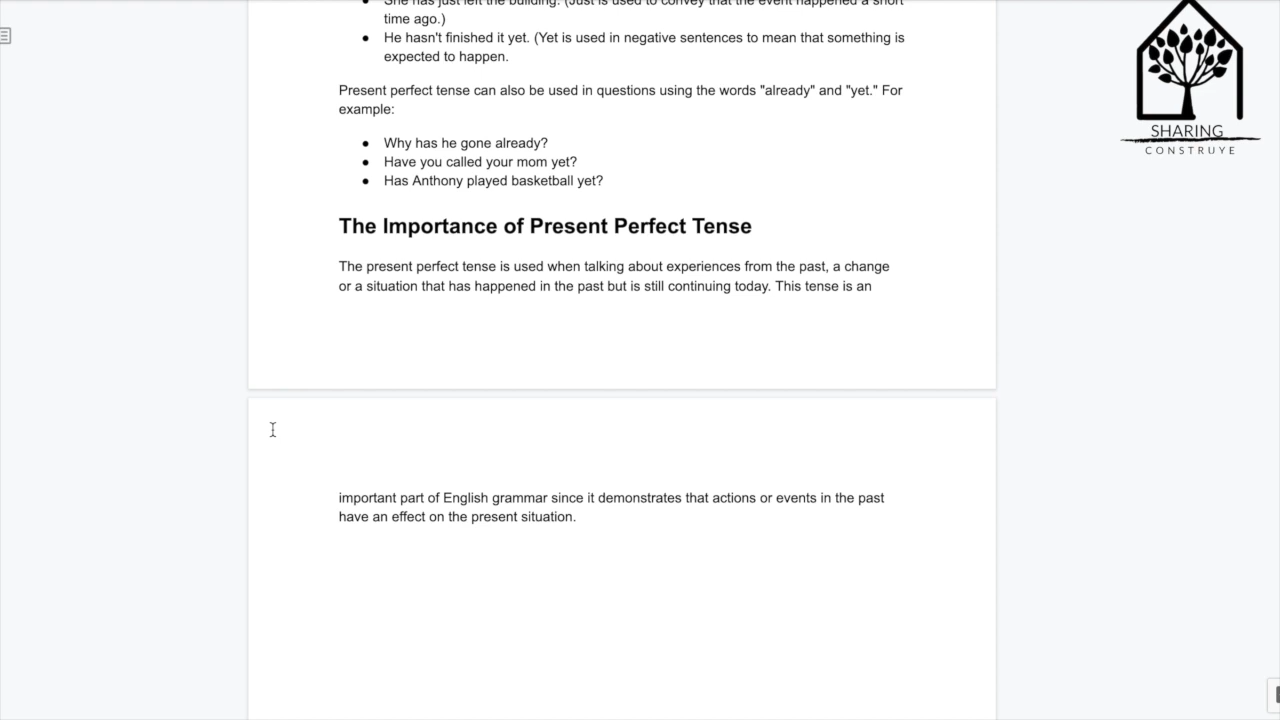 ● She has just left the building. (Just is used to convey that the event happened a short
time ago.)
● He hasn't finished it yet. (Yet is used in negative sentences to mean that something is
expected to happen.
Present perfect tense can also be used in questions using the words "already" and "yet." For
example:
● Why has he gone already?
● Have you called your mom yet?
● Has Anthony played basketball yet?
The Importance of Present Perfect Tense
The present perfect tense is used when talking about experiences from the past, a change
or a situation that has happened in the past but is still continuing today. This tense is an
important part of English grammar since it demonstrates that actions or events in the past
have an effect on the present situation.
SHARING
CONSTRUYE